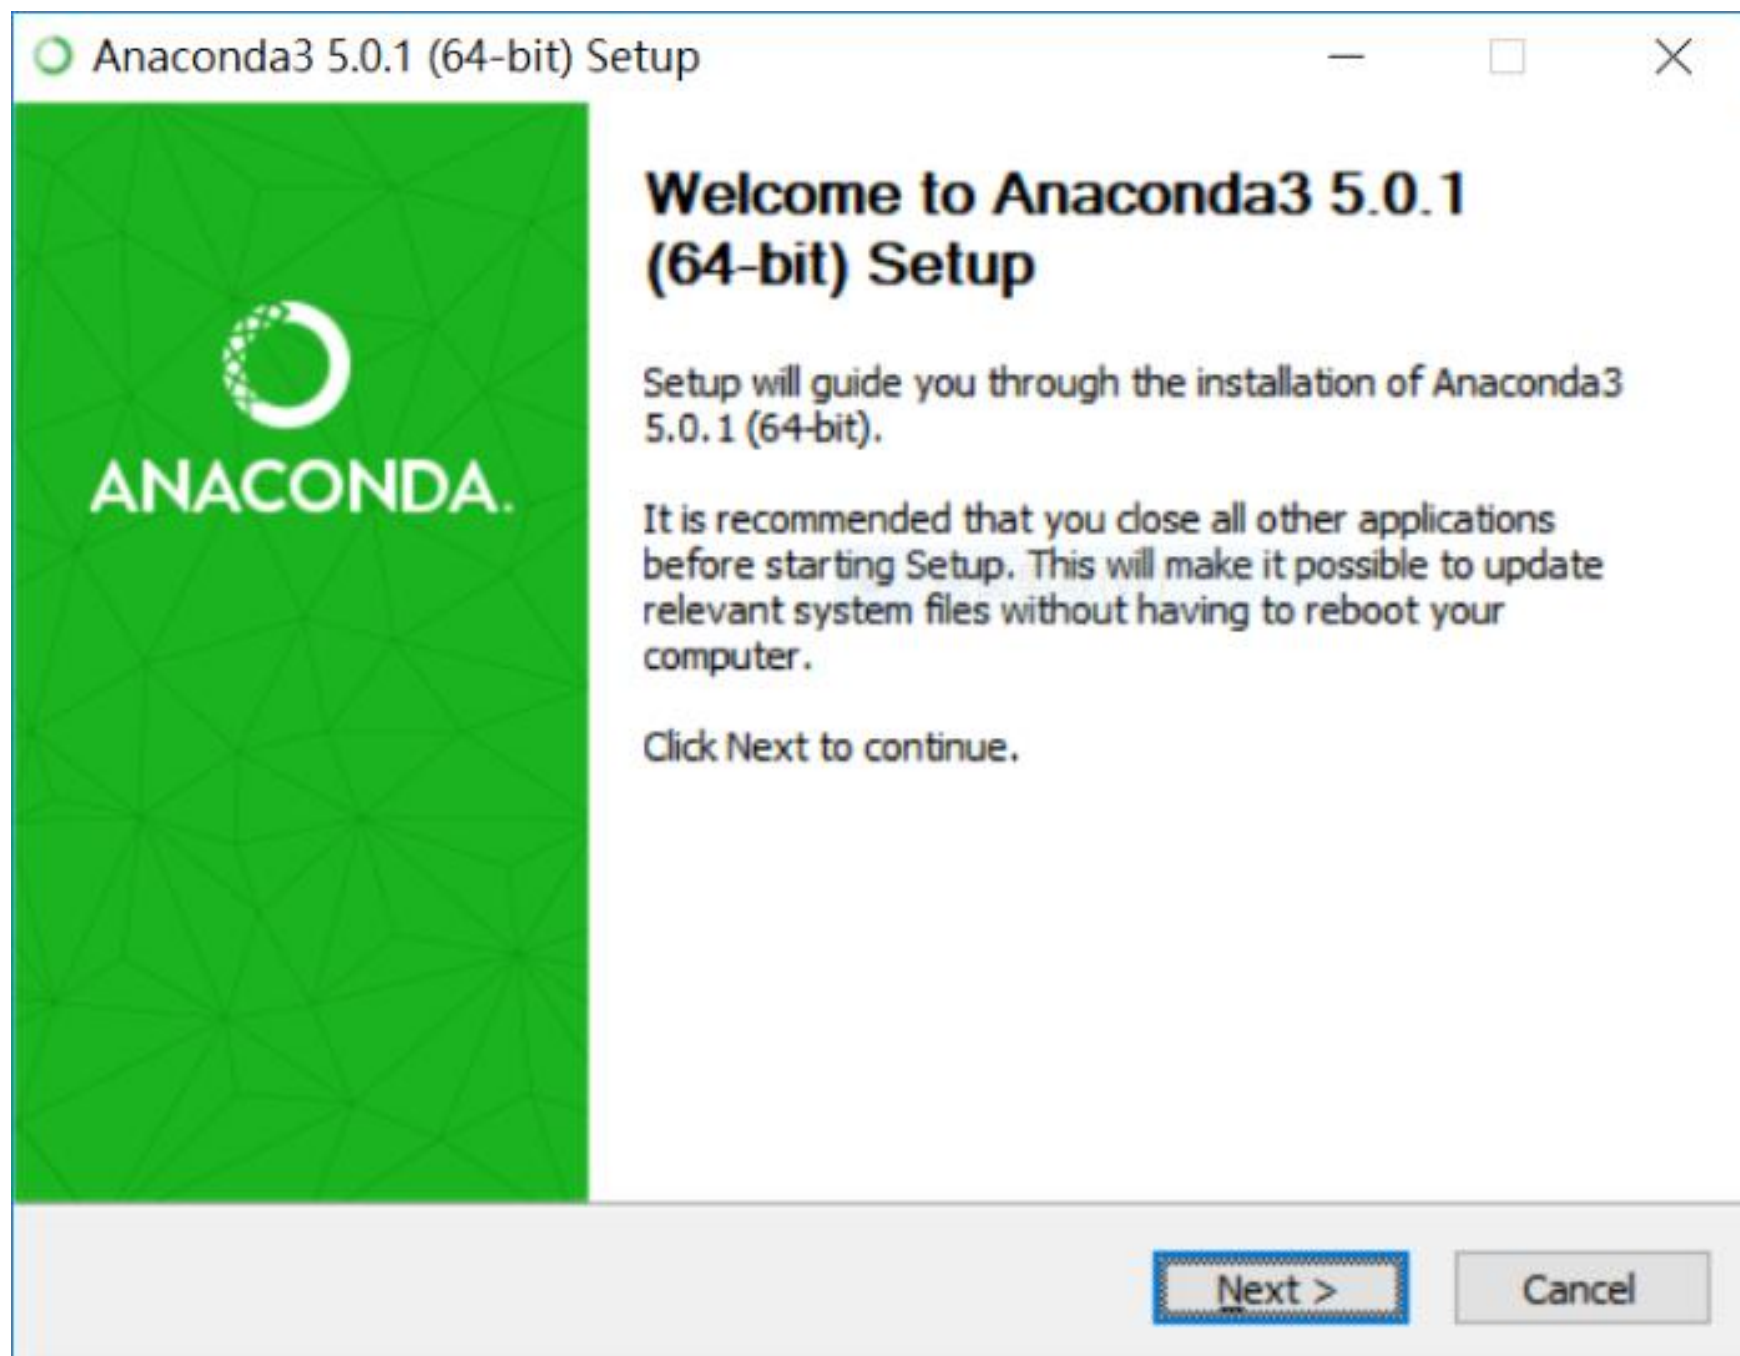 Anaconda3 5.0.1 (64-bit) Setup
ANACONDA.
Welcome to Anaconda3 5.0.1
(64-bit) Setup
Setup will guide you through the installation of Anaconda3
5.0.1 (64-bit).
It is recommended that you close all other applications
before starting Setup. This will make it possible to update
relevant system files without having to reboot your
computer.
Click Next to continue.
Next >
Cancel